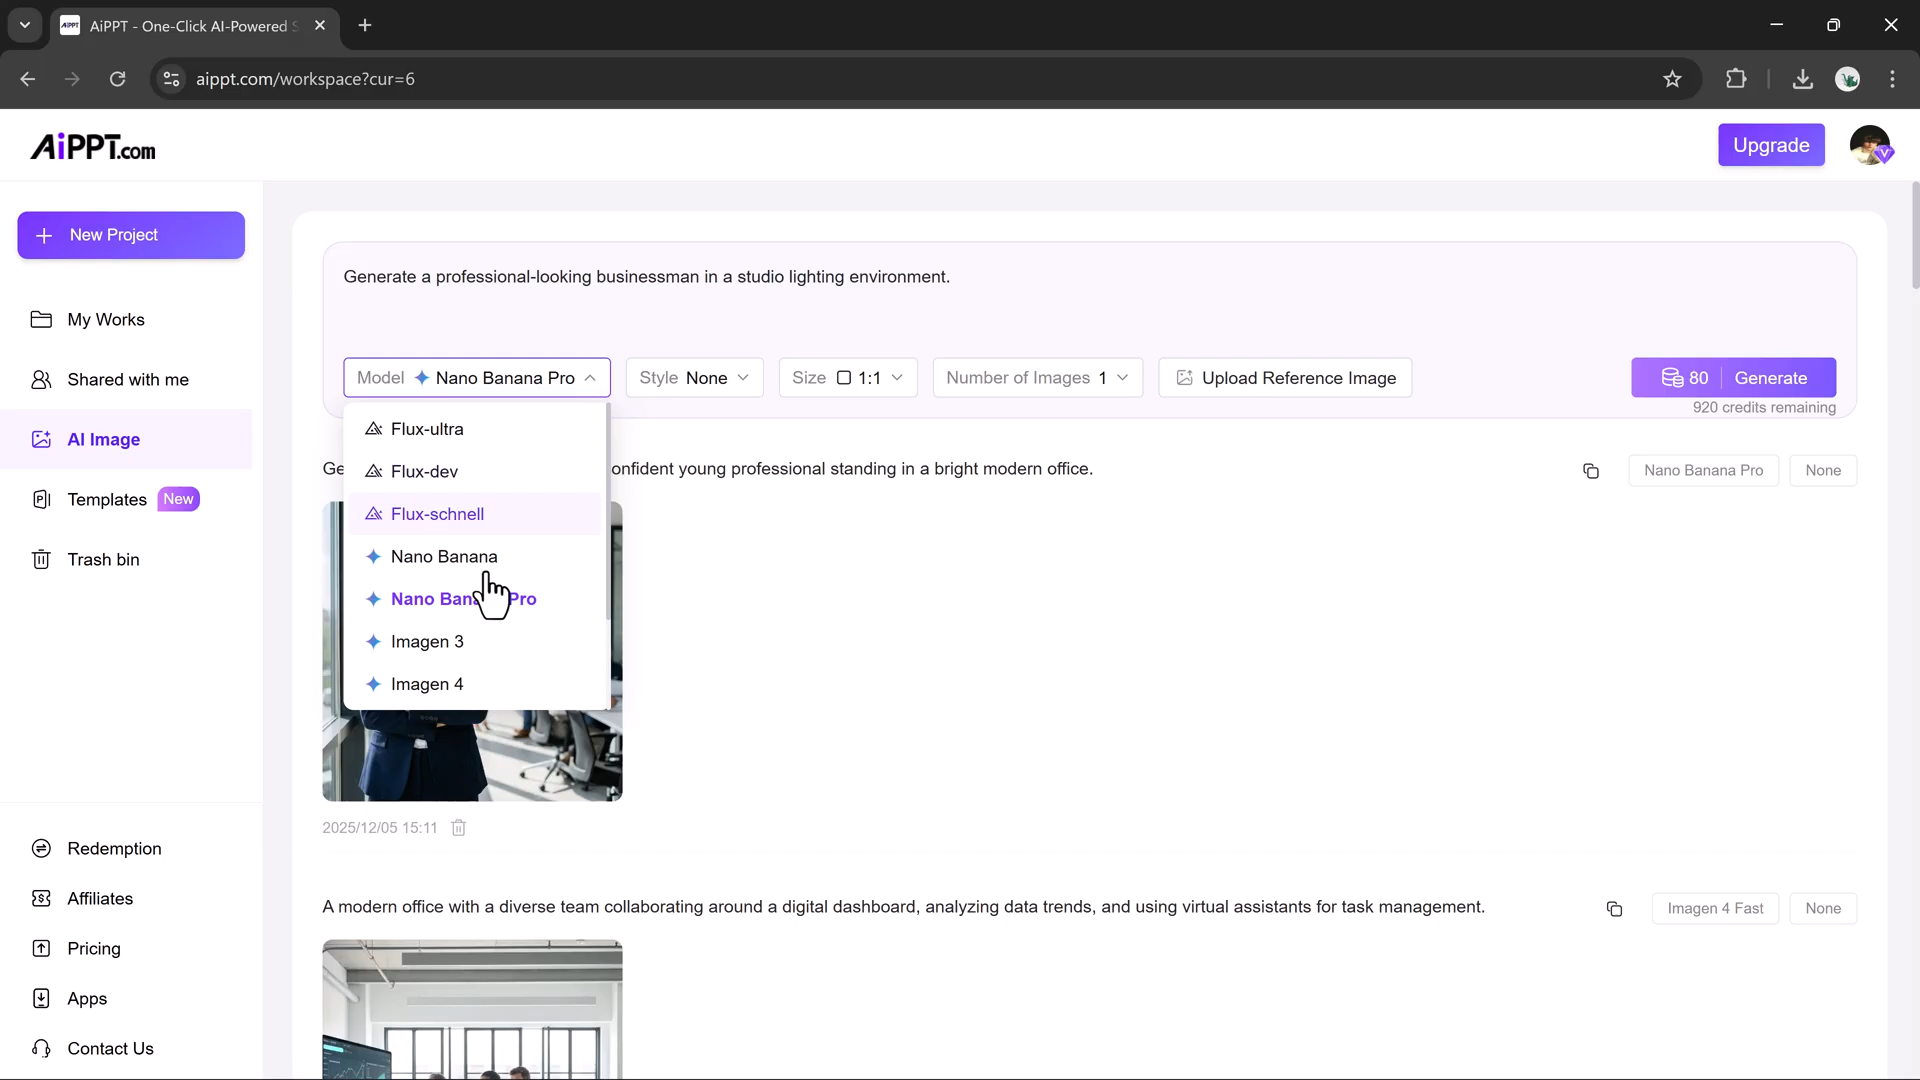 AiPPT - One-Click AI-Powered S
aippt.com/workspace?cur=6
AiPPT.com
Upgrade
New Project
My Works
Shared with me
AI Image
Templates New
Trash bin
Redemption
Affiliates
Pricing
Apps
Contact Us
Generate a professional-looking businessman in a studio lighting environment.
Model Nano Banana Pro
Style None
Size 1:1
Number of Images 1
Upload Reference Image
80 Generate
920 credits remaining
Flux-ultra
Flux-dev
Flux-schnell
Nano Banana
Nano Banana Pro
Imagen 3
Imagen 4
Ge onfident young professional standing in a bright modern office.
Nano Banana Pro
None
2025/12/05 15:11
A modern office with a diverse team collaborating around a digital dashboard, analyzing data trends, and using virtual assistants for task management.
Imagen 4 Fast
None